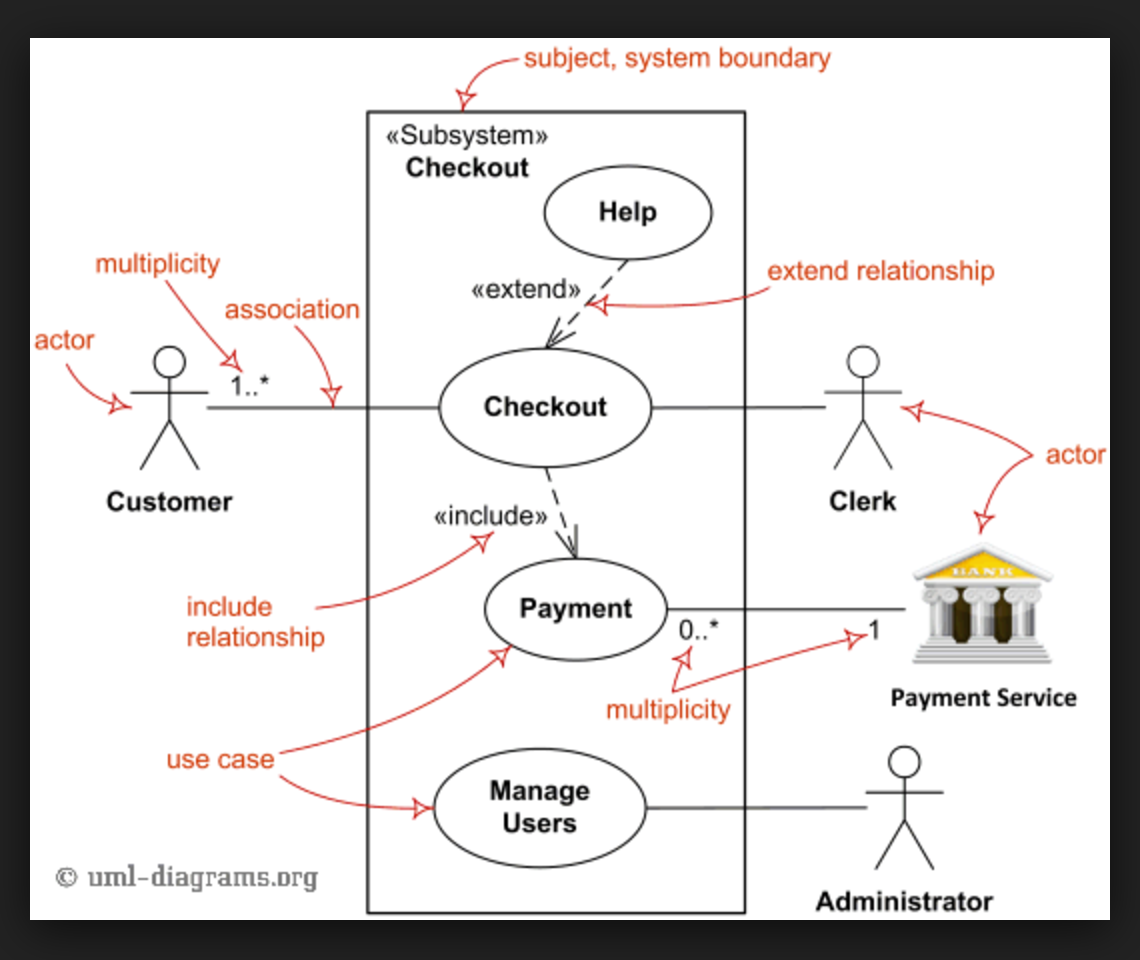 subject, system boundary
«Subsystem»
Checkout
Help
multiplicity
«extend»
extend relationship
association
actor
1..*
Checkout
actor
Customer
Clerk
«include»
BANK
include
relationship
Payment
0..*
1
multiplicity
Payment Service
use case
Manage
Users
© uml-diagrams.org
Administrator